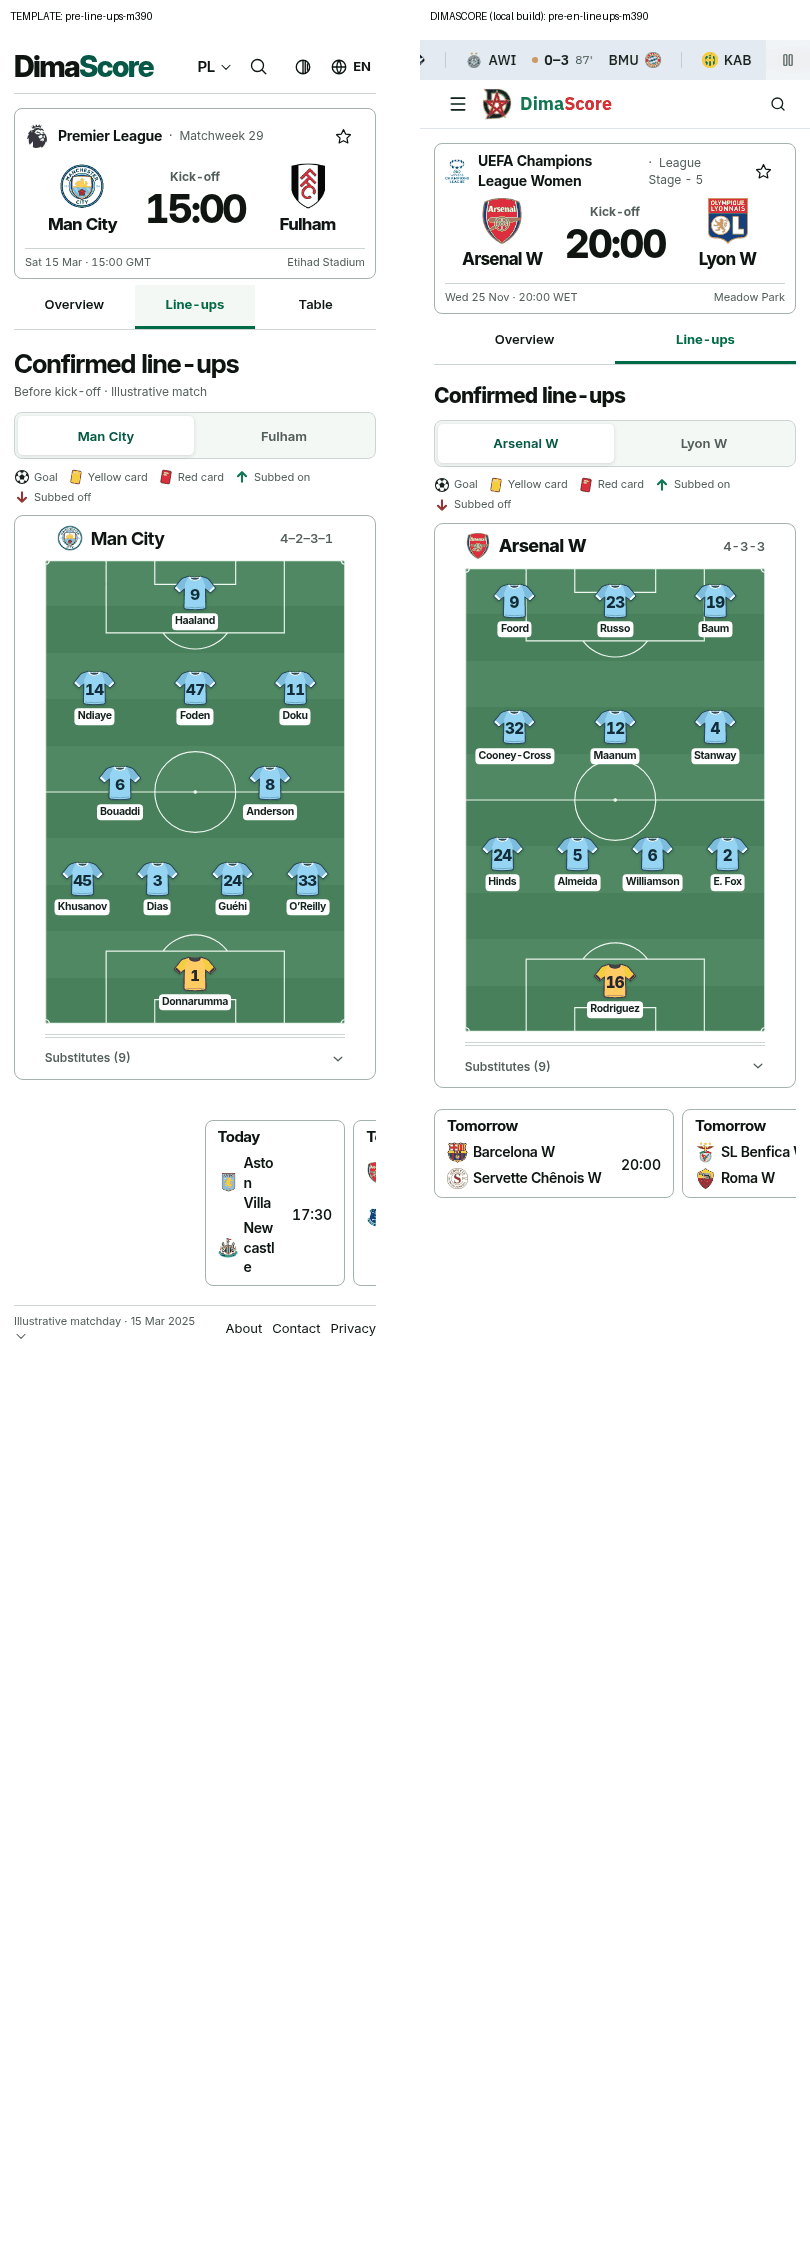 TEMPLATE: pre-line-ups-m390
DimaScore
PL
EN
Premier League · Matchweek 29
Kick-off
15:00
Man City
Fulham
Sat 15 Mar · 15:00 GMT
Etihad Stadium
Overview
Line-ups
Table
Confirmed line-ups
Before kick-off · Illustrative match
Man City
Fulham
Goal
Yellow card
Red card
Subbed on
Subbed off
Man City
4–2–3–1
9
Haaland
14
47
11
Ndiaye
Foden
Doku
6
8
Bouaddi
Anderson
45
3
24
33
Khusanov
Dias
Guéhi
O'Reilly
1
Donnarumma
Substitutes (9)
Today
Asto
n
Villa
17:30
New
castl
e
Illustrative matchday · 15 Mar 2025
About
Contact
Privacy
DIMASCORE (local build): pre-en-lineups-m390
AWI
0–3
87'
BMU
KAB
DimaScore
UEFA Champions
League Women
· League
Stage - 5
Kick-off
20:00
Arsenal W
Lyon W
Wed 25 Nov · 20:00 WET
Meadow Park
Overview
Line-ups
Confirmed line-ups
Arsenal W
Lyon W
Goal
Yellow card
Red card
Subbed on
Subbed off
Arsenal W
4-3-3
9
23
19
Foord
Russo
Baum
32
12
4
Cooney-Cross
Maanum
Stanway
24
5
6
2
Hinds
Almeida
Williamson
E. Fox
16
Rodriguez
Substitutes (9)
Tomorrow
Barcelona W
20:00
Servette Chênois W
Tomorrow
SL Benfica
Roma W